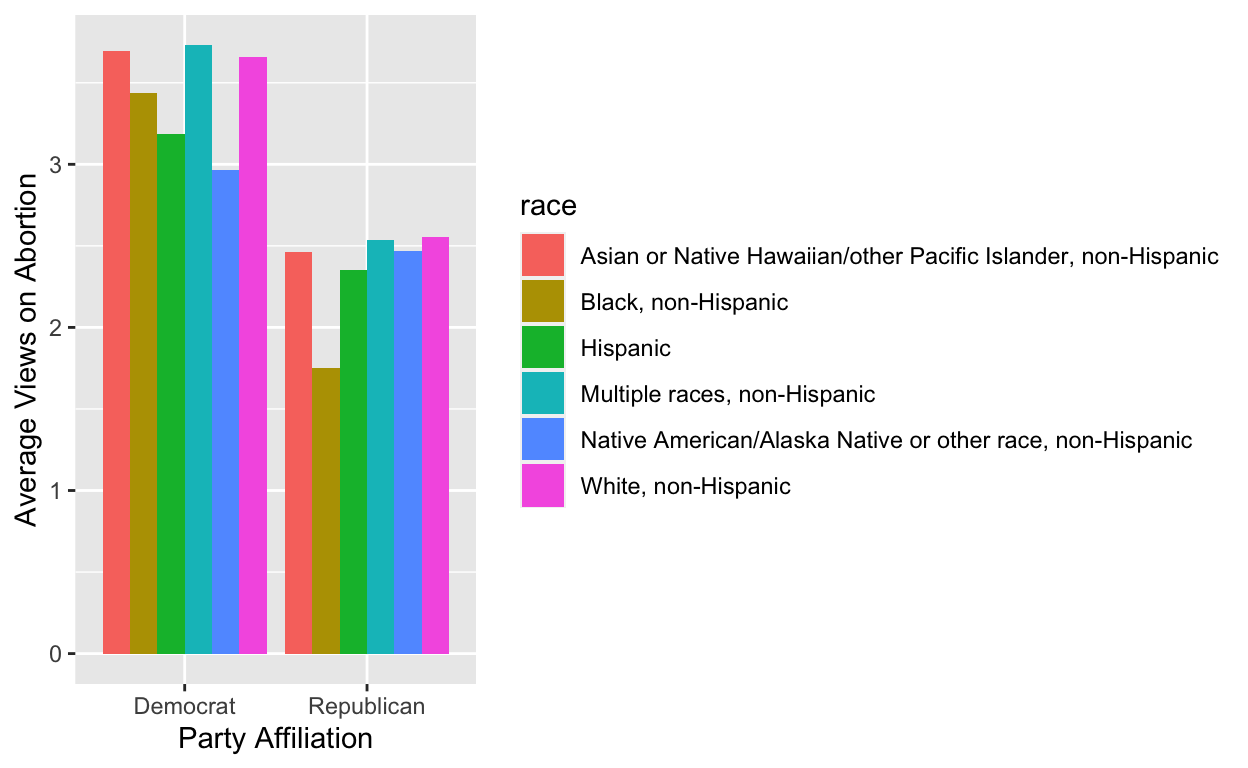 Average Views on Abortion
3
2
1
0
Democrat
Republican
Party Affiliation
race
Asian or Native Hawaiian/other Pacific Islander, non-Hispanic
Black, non-Hispanic
Hispanic
Multiple races, non-Hispanic
Native American/Alaska Native or other race, non-Hispanic
White, non-Hispanic